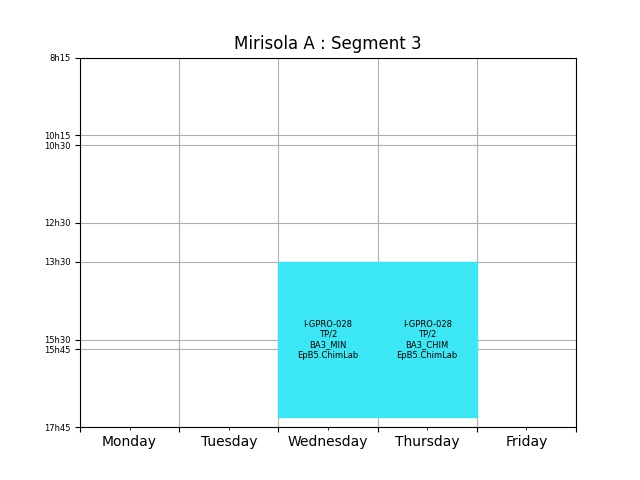 Mirisola A : Segment 3
8h15
10h15
10h30
12h30
13h30
15h30
15h45
17h45
I-GPRO-028
TP/2
BA3_MIN
EpB5.ChimLab
I-GPRO-028
TP/2
BA3_CHIM
EpB5.ChimLab
Monday Tuesday Wednesday Thursday Friday